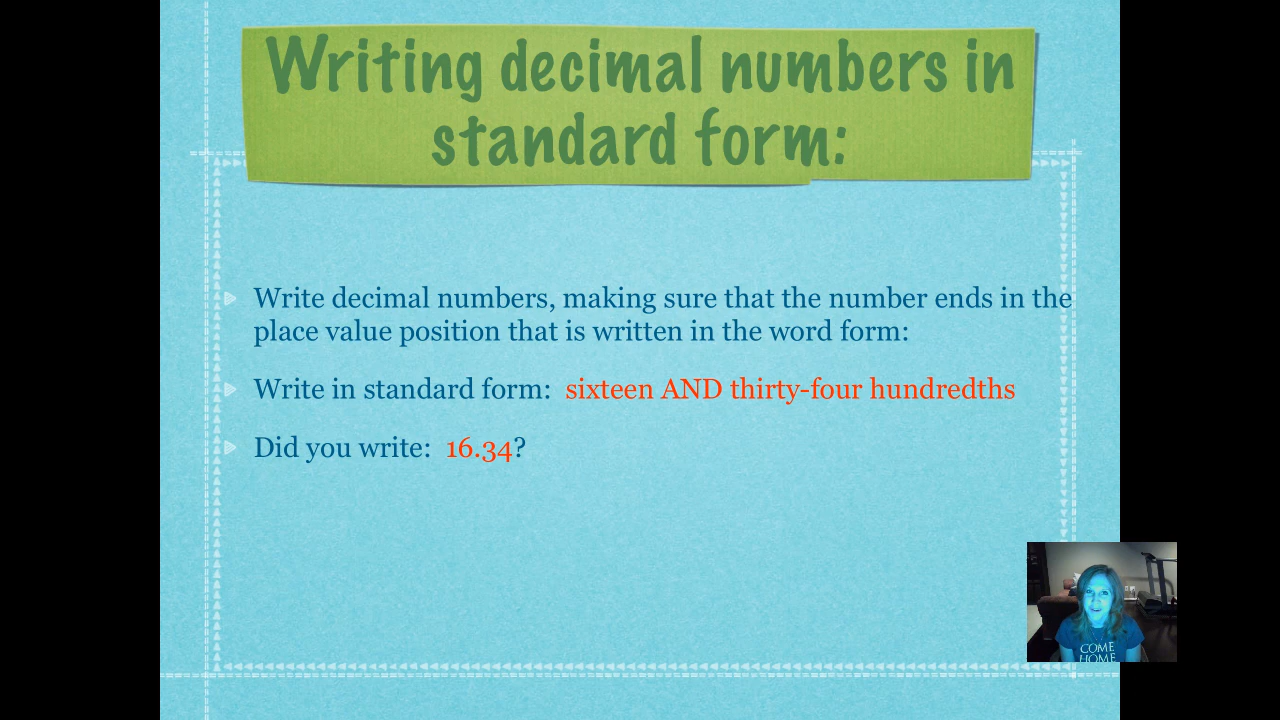 Writing decimal numbers in
standard form:
Write decimal numbers, making sure that the number ends in the
place value position that is written in the word form:
Write in standard form: sixteen AND thirty-four hundredths
Did you write: 16.34?
COME
HOME